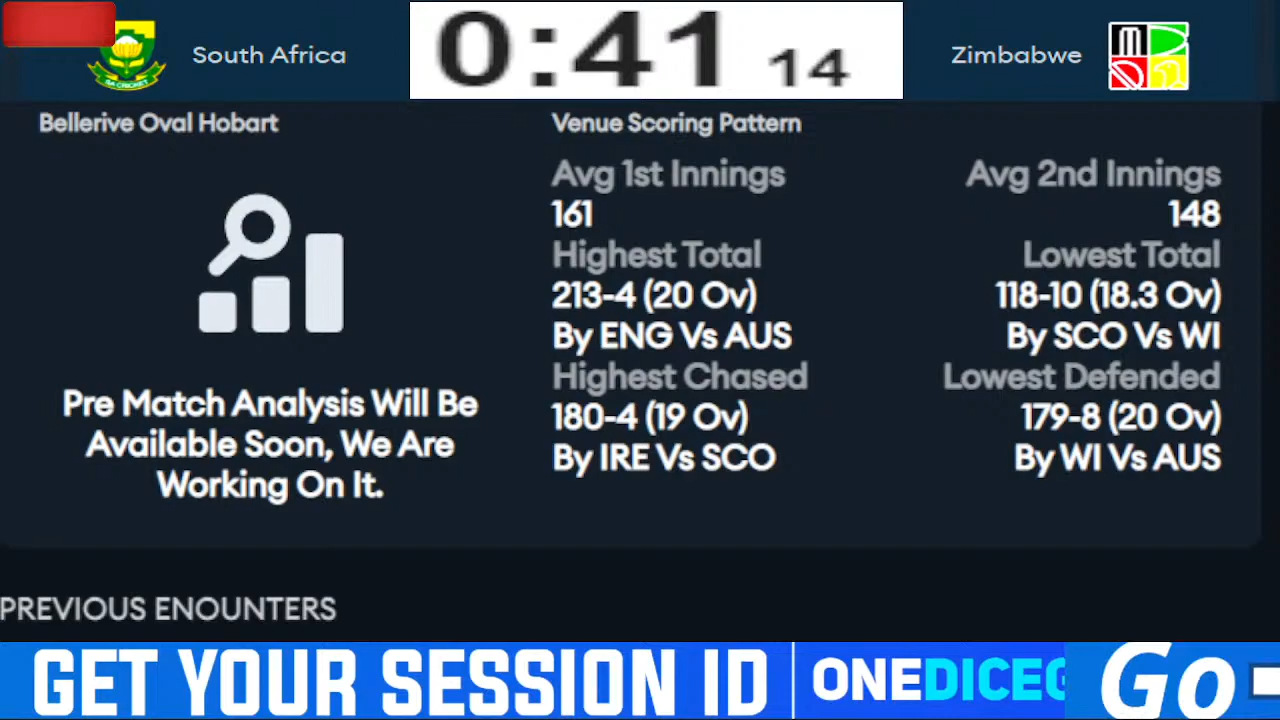 South Africa
0:41 14
Zimbabwe
SA CRICKET
Bellerive Oval Hobart
Pre Match Analysis Will Be
Available Soon, We Are
Working On It.
Venue Scoring Pattern
Avg 1st Innings
161
Avg 2nd Innings
148
Highest Total
213-4 (20 Ov)
By ENG Vs AUS
Lowest Total
118-10 (18.3 Ov)
By SCO Vs WI
Highest Chased
180-4 (19 Ov)
By IRE Vs SCO
Lowest Defended
179-8 (20 Ov)
By WI Vs AUS
PREVIOUS ENOUNTERS
GET YOUR SESSION ID
ONEDICEG
Go